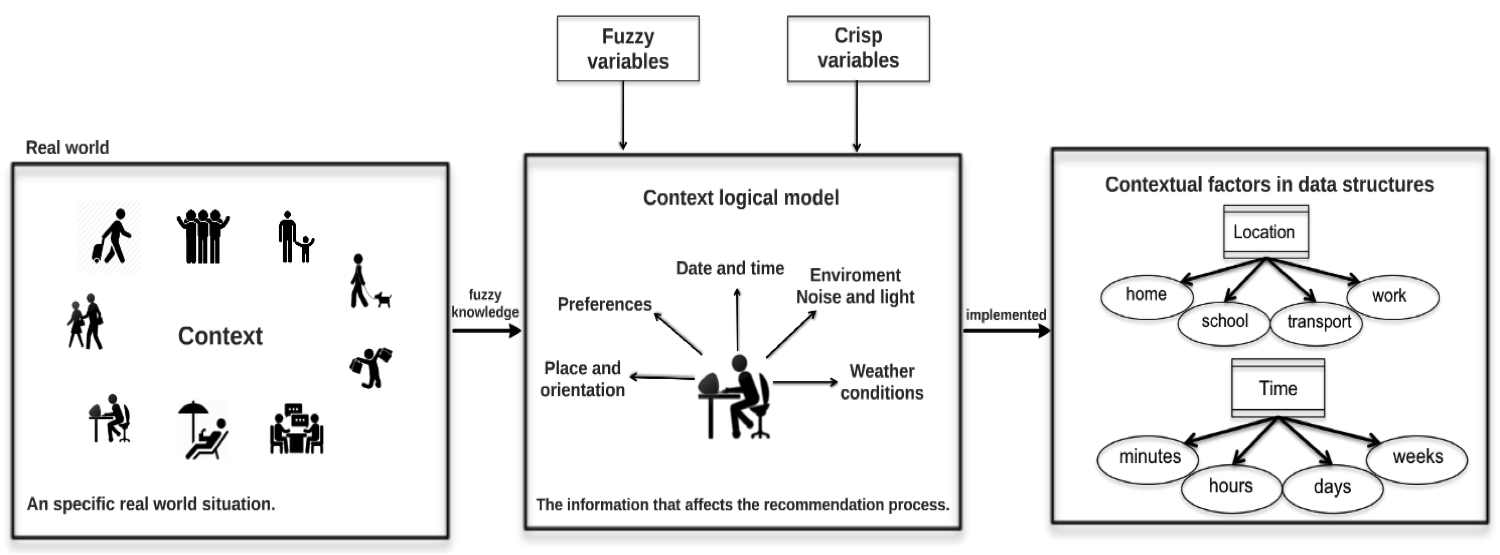 Fuzzy
variables
Crisp
variables
Real world
Context
An specific real world situation.
fuzzy
knowledge
Context logical model
Date and time
Enviroment
Noise and light
Preferences
Place and
orientation
Weather
conditions
The information that affects the recommendation process.
implemented
Contextual factors in data structures
Location
home
school
transport
work
Time
minutes
hours
days
weeks